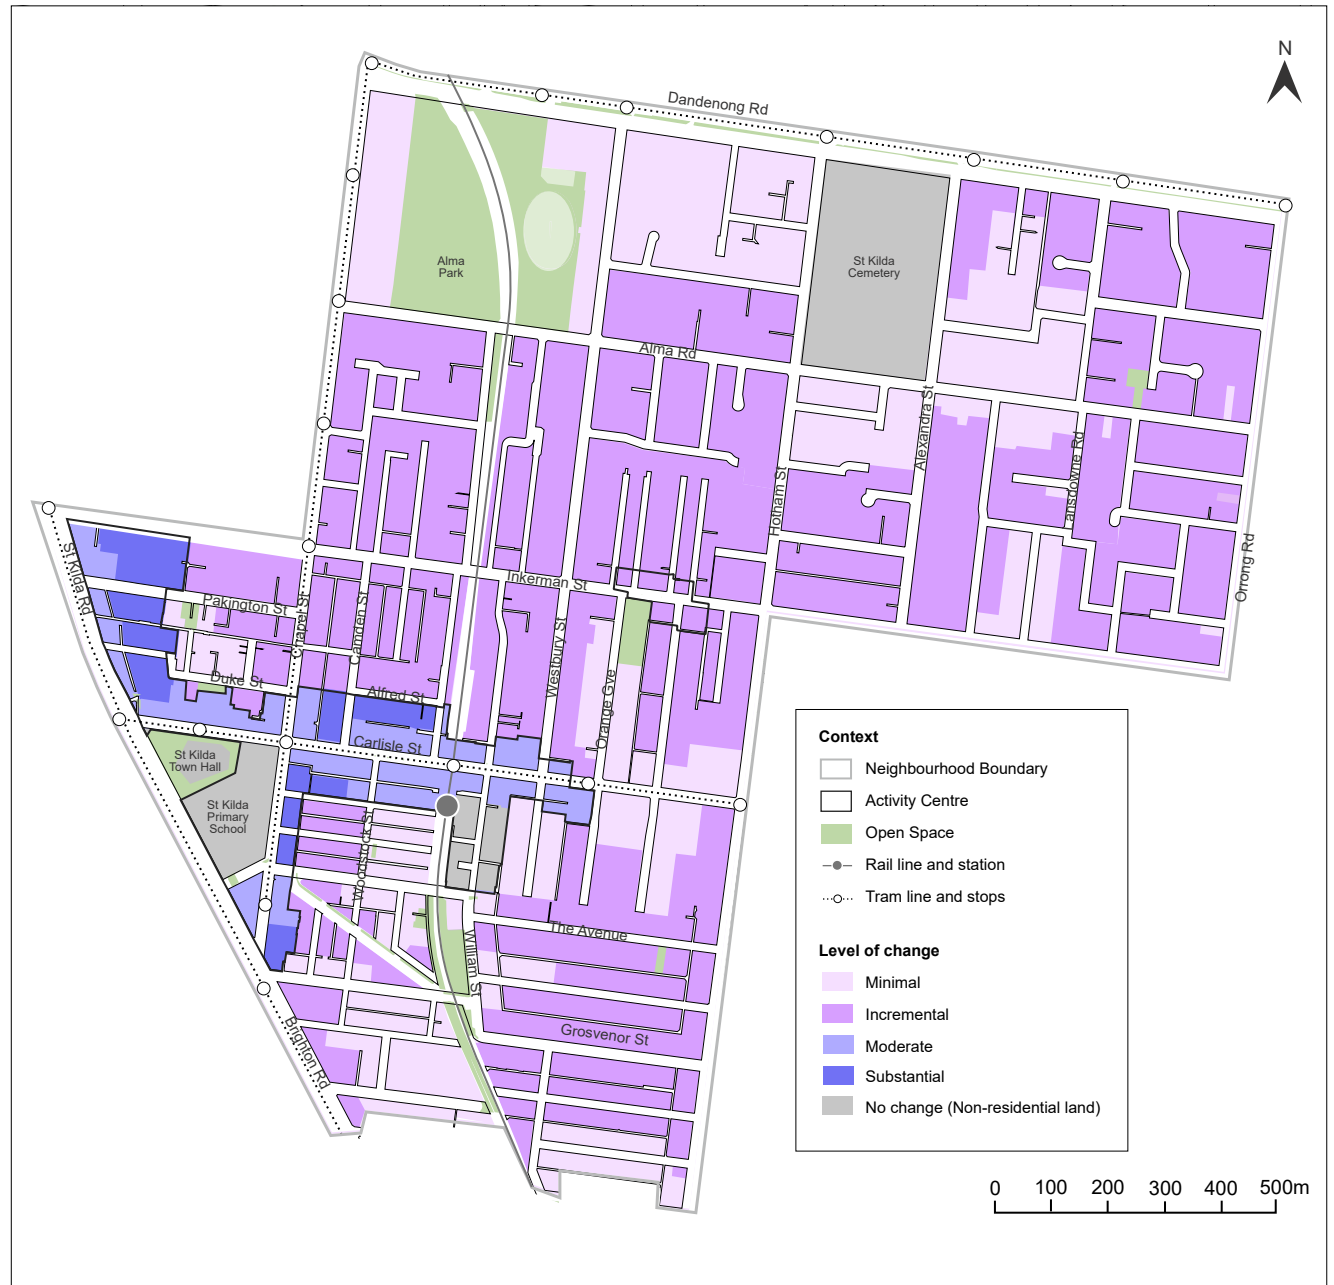 N
Dandenong Rd
Alma
Park
St Kilda
Cemetery
Alma Rd
Alexandra St
Lansdowne Rd
Hotham St
Orrong Rd
St Kilda Rd
Inkerman St
Pakington St
Chapel St
Camden St
Westbury St
Orange Gve
Duke St
Alfred St
Carlisle St
St Kilda
Town Hall
St Kilda
Primary
School
Woodstock St
The Avenue
William St
Grosvenor St
Brighton Rd
Context
Neighbourhood Boundary
Activity Centre
Open Space
Rail line and station
Tram line and stops
Level of change
Minimal
Incremental
Moderate
Substantial
No change (Non-residential land)
0 100 200 300 400 500m